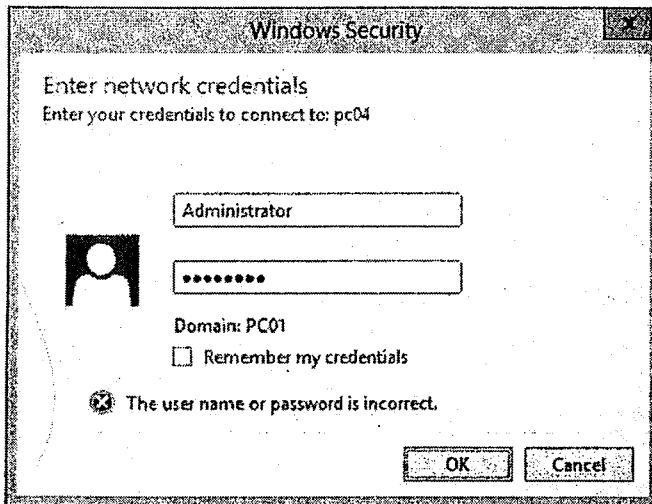 Windows Security
Enter network credentials
Enter your credentials to connect to: pc04
Administrator
••••••••
Domain: PC01
Remember my credentials
The user name or password is incorrect.
OK
Cancel